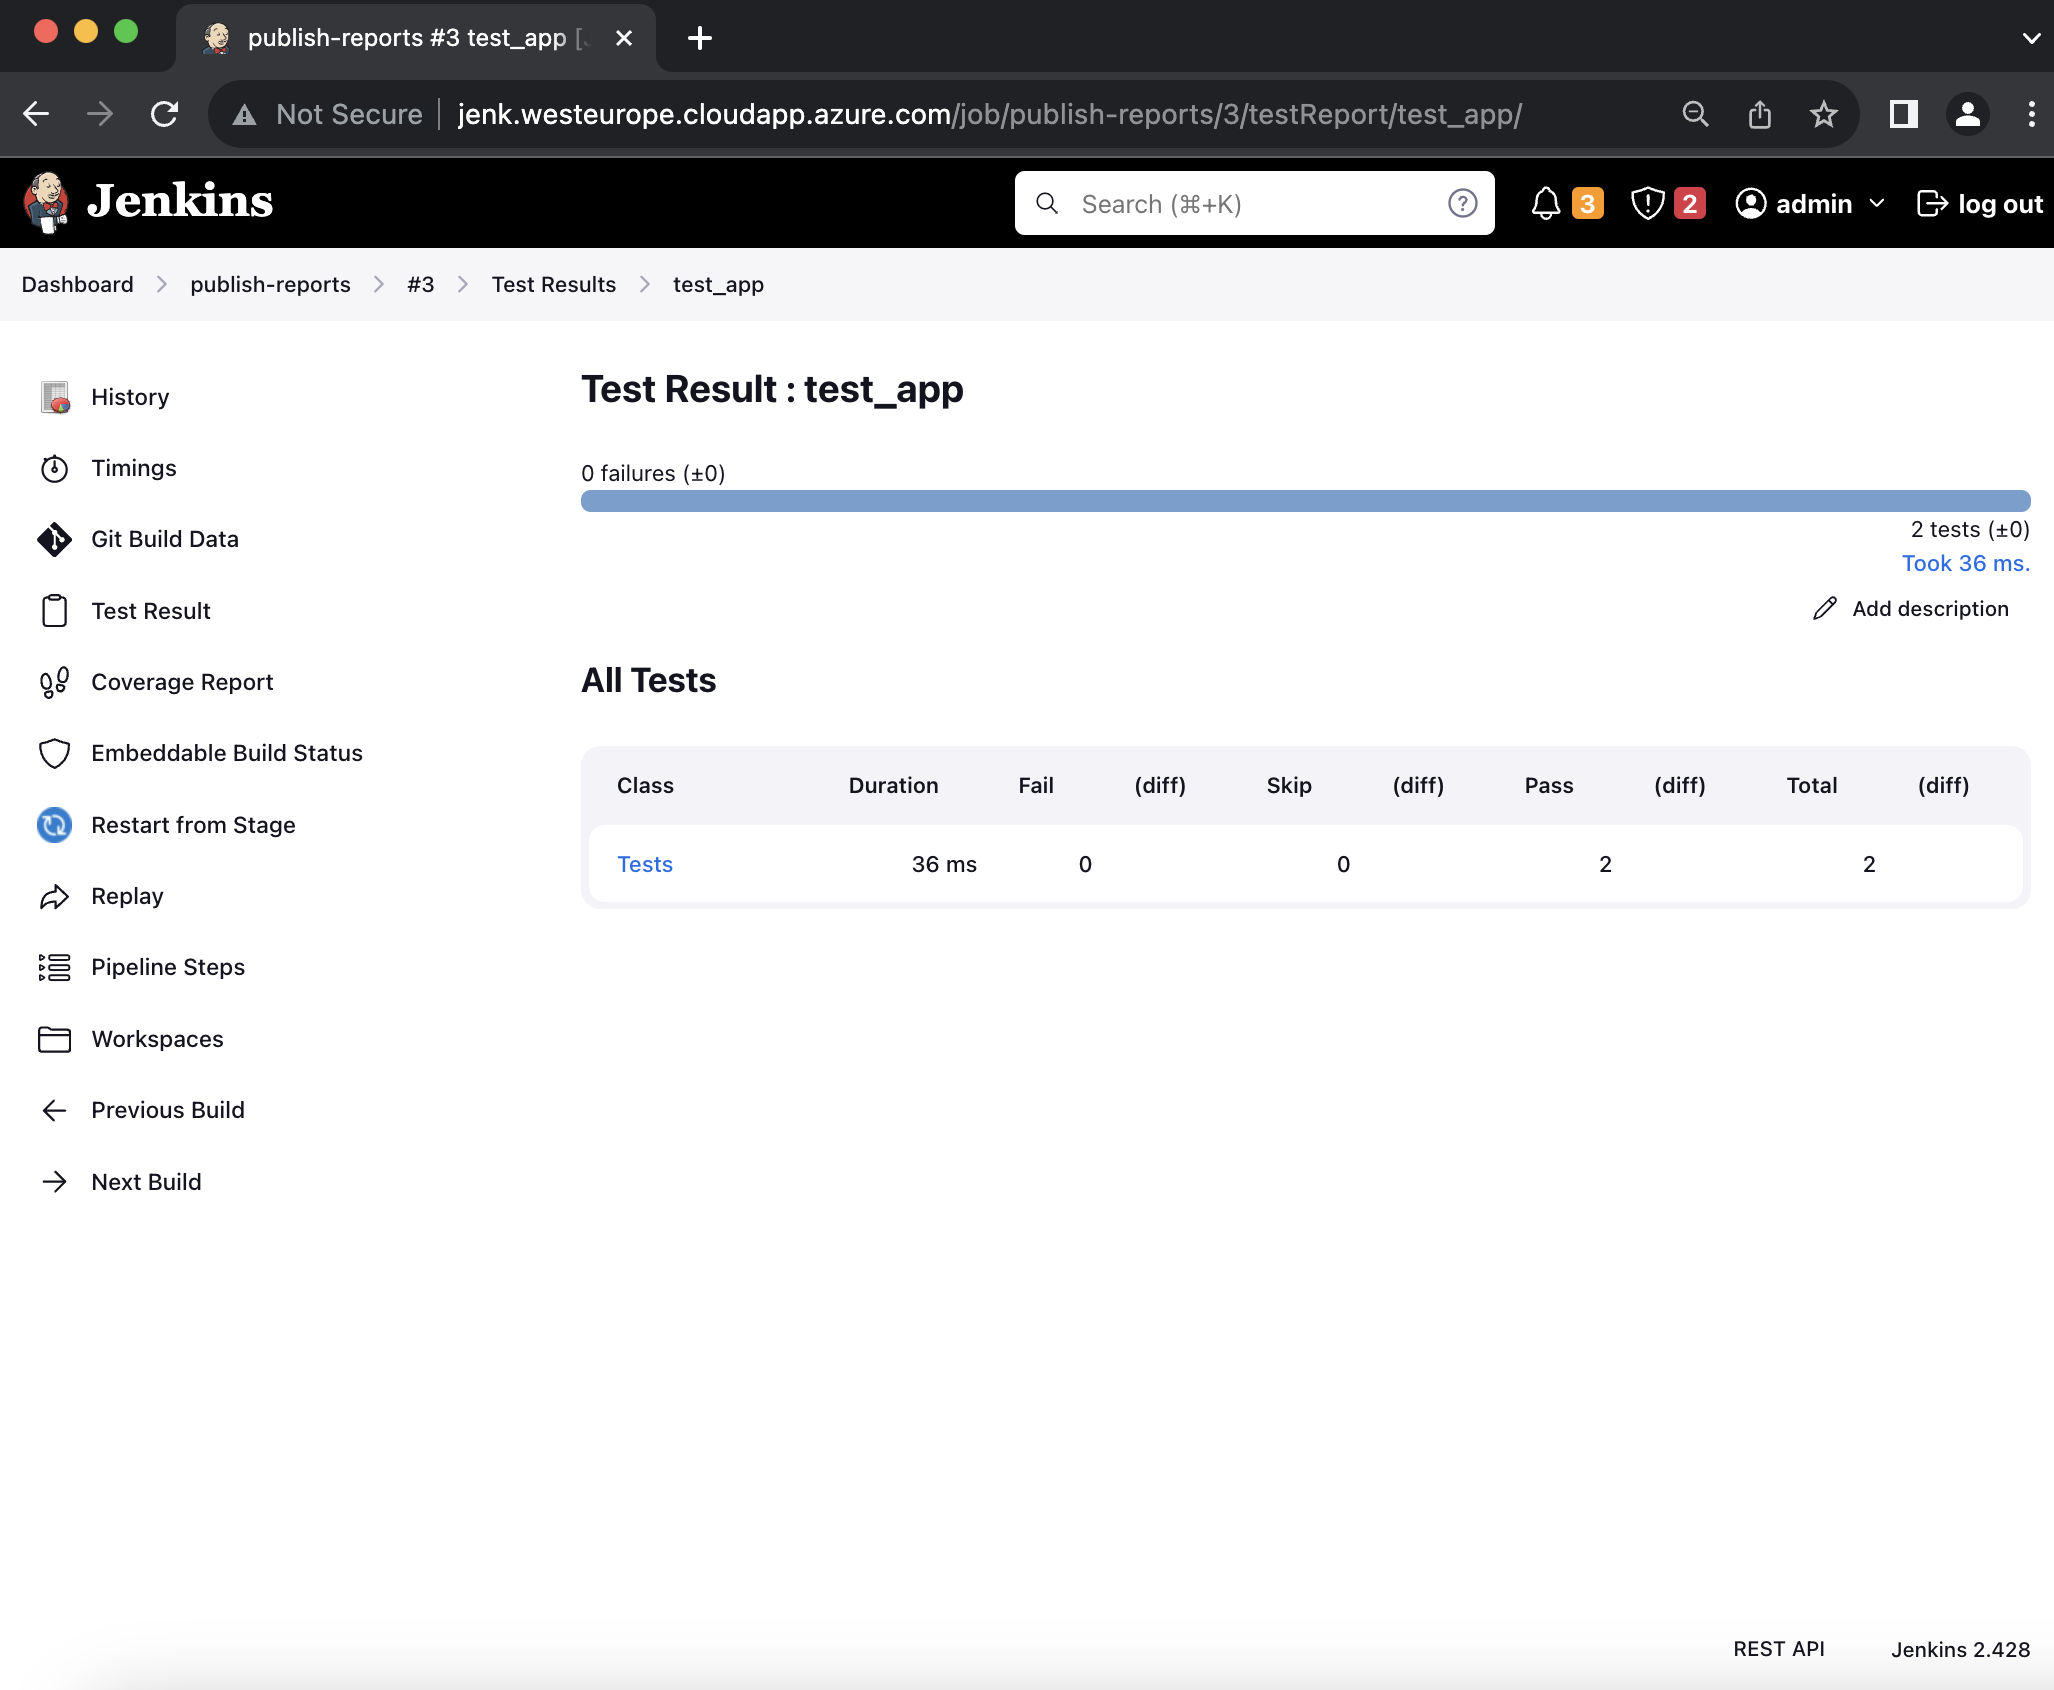 publish-reports #3 test_app [
Not Secure jenk.westeurope.cloudapp.azure.com/job/publish-reports/3/testReport/test_app/
Jenkins
Search (⌘+K)
3
2
admin
log out
Dashboard publish-reports #3 Test Results test_app
History
Timings
Git Build Data
Test Result
Coverage Report
Embeddable Build Status
Restart from Stage
Replay
Pipeline Steps
Workspaces
Previous Build
Next Build
Test Result : test_app
0 failures (±0)
2 tests (±0)
Took 36 ms.
Add description
All Tests
Class Duration Fail (diff) Skip (diff) Pass (diff) Total (diff)
Tests 36 ms 0 0 2 2
REST API Jenkins 2.428